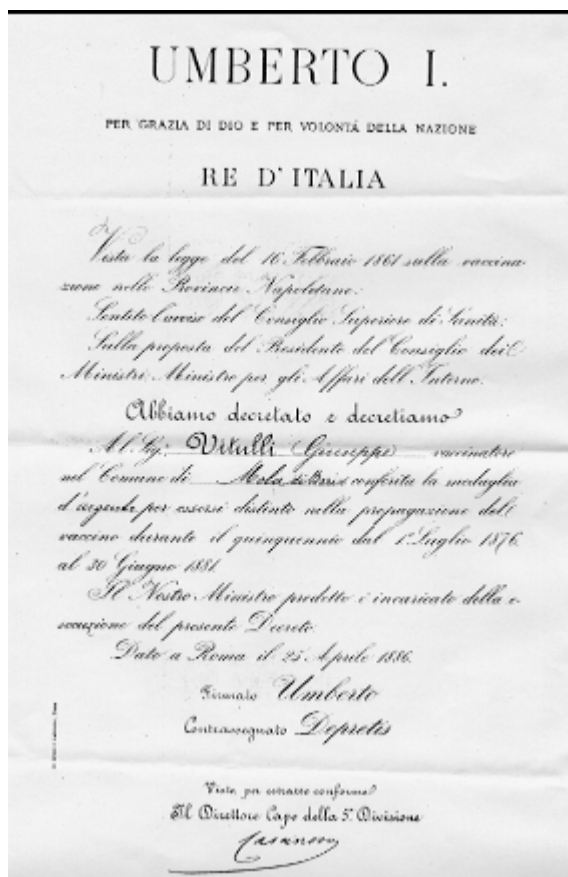 UMBERTO I.
PER GRAZIA DI DIO E PER VOLONTÀ DELLA NAZIONE
RE D'ITALIA
Vista la legge del 16 Febbraio 1861 sulla vaccina-
zione nelle Provincie Napoletane:
Sentito l'avviso del Consiglio Superiore di Sanità:
Sulla proposta del Presidente del Consiglio dei
Ministri, Ministro per gli Affari dell'Interno.
Abbiamo decretato e decretiamo
Al Sig. Vitulli Giuseppe vaccinatore
nel Comune di Mola di Bari è conferita la medaglia
d'argento per essersi distinto nella propagazione del
vaccino durante il quinquennio dal 1° Luglio 1876
al 30 Giugno 1881.
Il Nostro Ministro predetto è incaricato della e-
secuzione del presente Decreto.
Dato a Roma il 25 Aprile 1886.
Firmato Umberto
Contrassegnato Depretis
Visto, per estratto conforme
Il Direttore Capo della 5ª Divisione